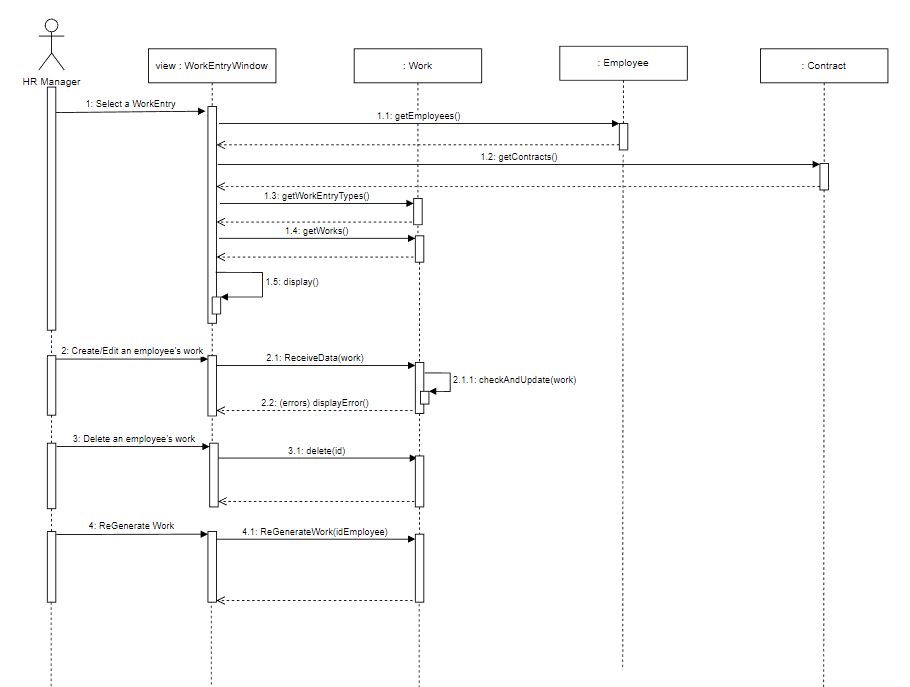 HR Manager
view : WorkEntryWindow
: Work
: Employee
: Contract
1: Select a WorkEntry
1.1: getEmployees()
1.2: getContracts()
1.3: getWorkEntryTypes()
1.4: getWorks()
1.5: display()
2: Create/Edit an employee's work
2.1: ReceiveData(work)
2.1.1: checkAndUpdate(work)
2.2: (errors) displayError()
3: Delete an employee's work
3.1: delete(id)
4: ReGenerate Work
4.1: ReGenerateWork(idEmployee)